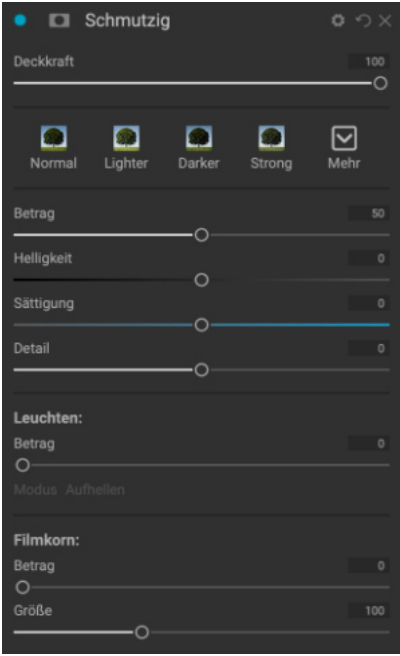 Schmutzig
Deckkraft 100
Normal Lighter Darker Strong Mehr
Betrag 50
Helligkeit 0
Sättigung 0
Detail 0
Leuchten:
Betrag 0
Modus Aufhellen
Filmkorn:
Betrag 0
Größe 100